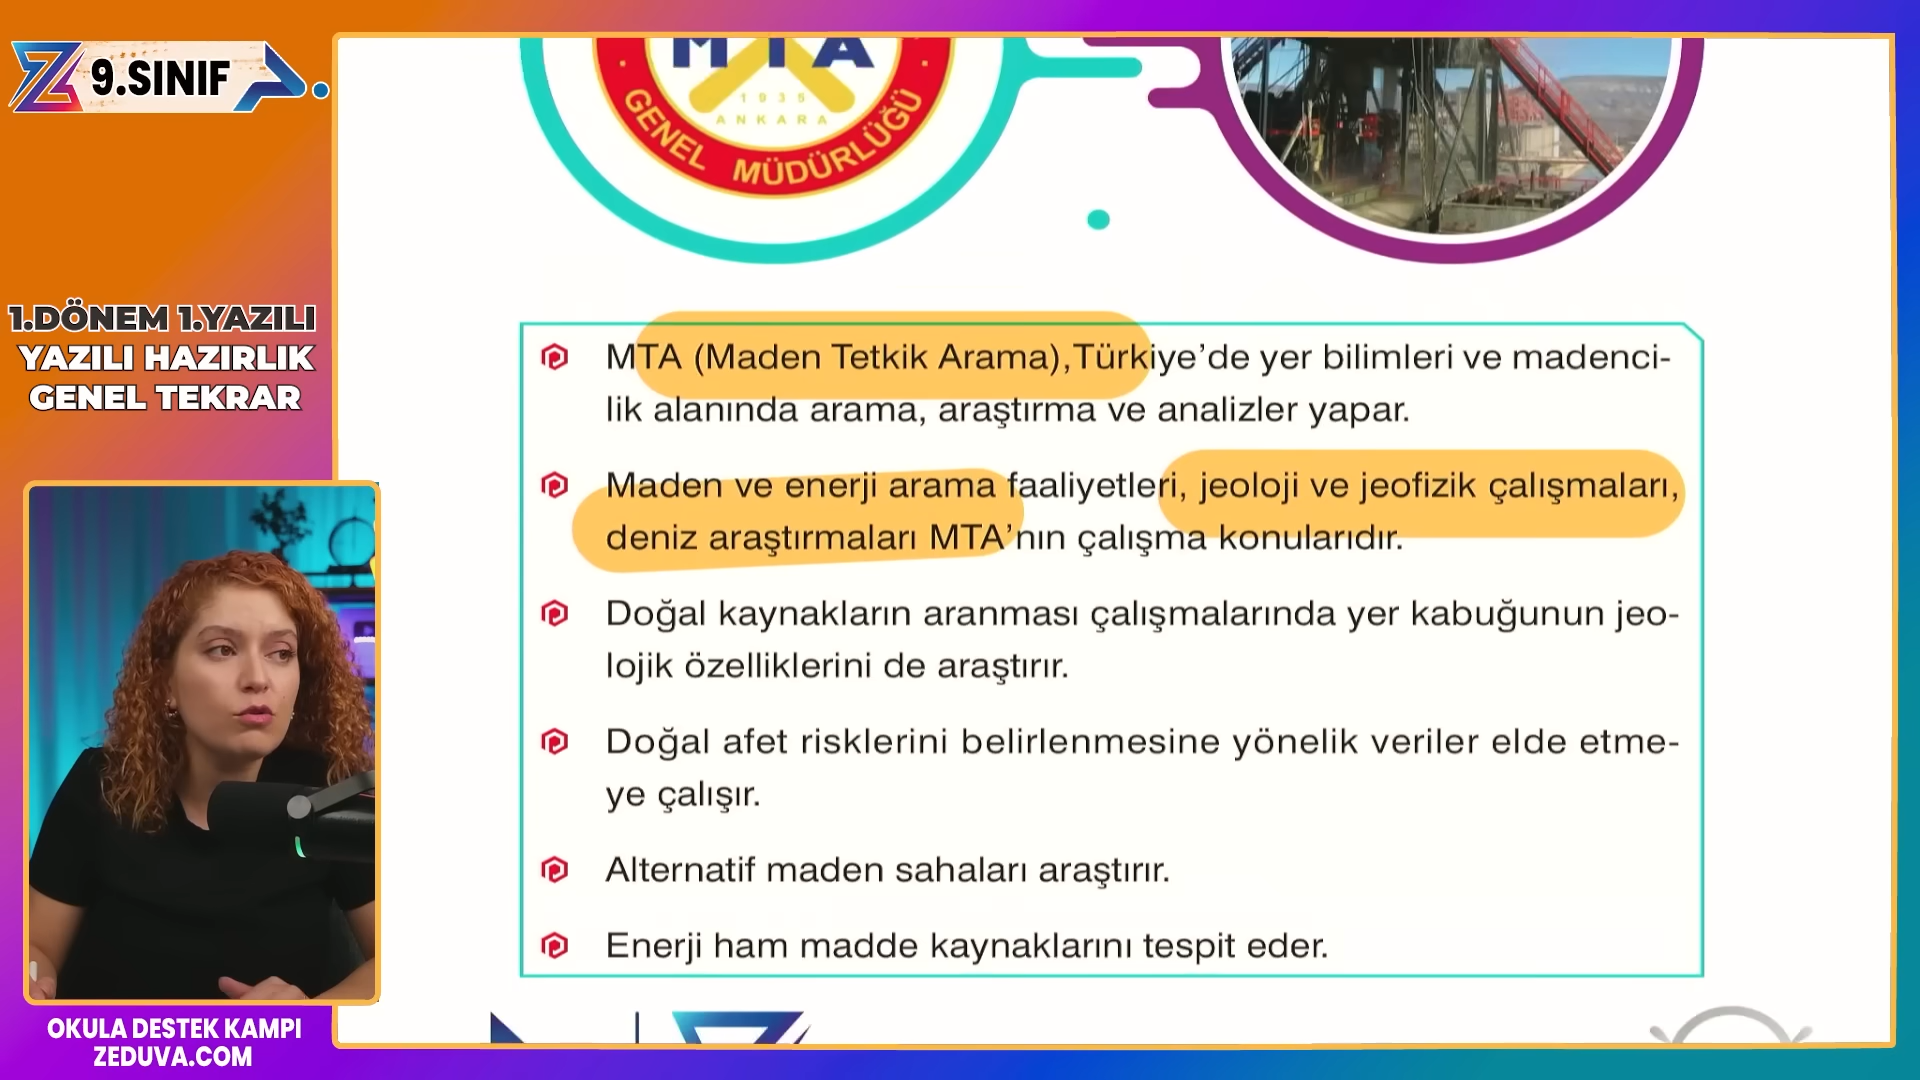 9.SINIF
1.DÖNEM 1.YAZILI
YAZILI HAZIRLIK
GENEL TEKRAR
MTA
1935
ANKARA
GENEL MÜDÜRLÜĞÜ
MTA (Maden Tetkik Arama),Türkiye’de yer bilimleri ve madenci-
lik alanında arama, araştırma ve analizler yapar.
Maden ve enerji arama faaliyetleri, jeoloji ve jeofizik çalışmaları,
deniz araştırmaları MTA’nın çalışma konularıdır.
Doğal kaynakların aranması çalışmalarında yer kabuğunun jeo-
lojik özelliklerini de araştırır.
Doğal afet risklerini belirlenmesine yönelik veriler elde etme-
ye çalışır.
Alternatif maden sahaları araştırır.
Enerji ham madde kaynaklarını tespit eder.
OKULA DESTEK KAMPI
ZEDUVA.COM